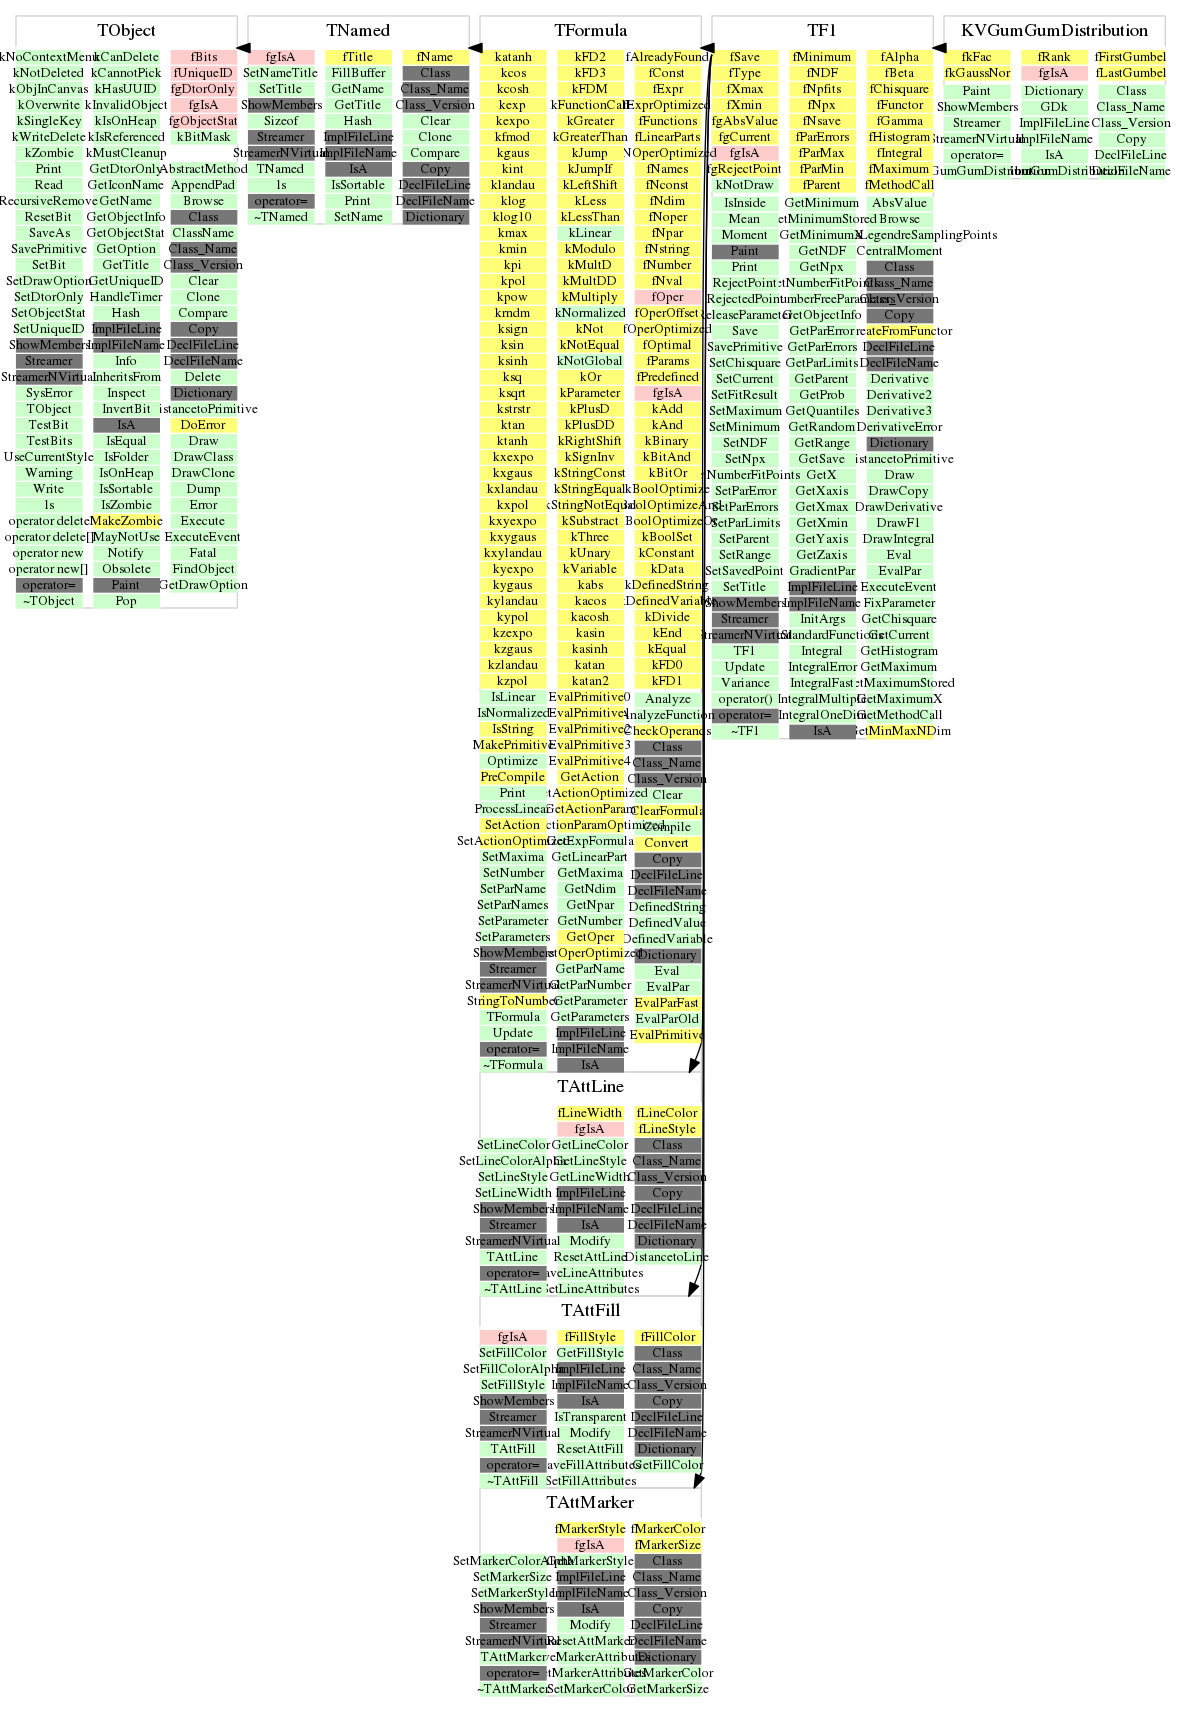 TObject
kNoContextMenu kCanDelete fBits
kNotDeleted kCannotPick fUniqueID
kObjInCanvas kHasUUID fgDtorOnly
kOverwrite kInvalidObject fgIsA
kSingleKey kIsOnHeap fgObjectStat
kWriteDelete kIsReferenced kBitMask
kZombie kMustCleanup
Print GetDtorOnly AbstractMethod
Read GetIconName AppendPad
RecursiveRemove GetName Browse
ResetBit GetObjectInfo Class
SaveAs GetObjectStat ClassName
SavePrimitive GetOption Class_Name
SetBit GetTitle Class_Version
SetDrawOption GetUniqueID Clear
SetDtorOnly HandleTimer Clone
SetObjectStat Hash Compare
SetUniqueID ImplFileLine Copy
ShowMembers ImplFileName DeclFileLine
Streamer Info DeclFileName
StreamerNVirtual InheritsFrom Delete
SysError Inspect Dictionary
TObject InvertBit istancetoPrimitive
TestBit IsA DoError
TestBits IsEqual Draw
UseCurrentStyle IsFolder DrawClass
Warning IsOnHeap DrawClone
Write IsSortable Dump
ls IsZombie Error
operator delete MakeZombie Execute
operator delete[] MayNotUse ExecuteEvent
operator new Notify Fatal
operator new[] Obsolete FindObject
operator= Paint GetDrawOption
~TObject Pop
TNamed
fgIsA fTitle fName
SetNameTitle FillBuffer Class
SetTitle GetName Class_Name
ShowMembers GetTitle Class_Version
Sizeof Hash Clear
Streamer ImplFileLine Clone
StreamerNVirtual ImplFileName Compare
TNamed IsA Copy
ls IsSortable DeclFileLine
operator= Print DeclFileName
~TNamed SetName Dictionary
TFormula
katanh kFD2 fAlreadyFound
kcos kFD3 fConst
kcosh kFDM fExpr
kexp kFunctionCall fExprOptimized
kexpo kGreater fFunctions
kfmod kGreaterThan fLinearParts
kgaus kJump fNOperOptimized
kint kJumpIf fNames
klandau kLeftShift fNconst
klog kLess fNdim
klog10 kLessThan fNoper
kmax kLinear fNpar
kmin kModulo fNstring
kpi kMultD fNumber
kpol kMultDD fNval
kpow kMultiply fOper
krndm kNormalized fOperOffset
ksign kNot fOperOptimized
ksin kNotEqual fOptimal
ksinh kNotGlobal fParams
ksq kOr fPredefined
ksqrt kParameter fgIsA
kstrstr kPlusD kAdd
ktan kPlusDD kAnd
ktanh kRightShift kBinary
kxexpo kSignInv kBitAnd
kxgaus kStringConst kBitOr
kxlandau kStringEqual kBoolOptimize
kxpol kStringNotEqual kBoolOptimizeAnd
kxyexpo kSubstract kBoolOptimizeOr
kxygaus kThree kBoolSet
kxylandau kUnary kConstant
kyexpo kVariable kData
kygaus kabs kDefinedString
kylandau kacos kDefinedVariable
kypol kacosh kDivide
kzexpo kasin kEnd
kzgaus kasinh kEqual
kzlandau katan kFD0
kzpol katan2 kFD1
IsLinear EvalPrimitive0 Analyze
IsNormalized EvalPrimitive1 AnalyzeFunction
IsString EvalPrimitive2 CheckOperands
MakePrimitive EvalPrimitive3 Class
Optimize EvalPrimitive4 Class_Name
PreCompile GetAction Class_Version
Print tActionOptimized Clear
ProcessLinear GetActionParam ClearFormula
SetAction ctionParamOptimized Compile
SetActionOptimized GetExpFormula Convert
SetMaxima GetLinearPart Copy
SetNumber GetMaxima DeclFileLine
SetParName GetNdim DeclFileName
SetParNames GetNpar DefinedString
SetParameter GetNumber DefinedValue
SetParameters GetOper DefinedVariable
ShowMembers tOperOptimized Dictionary
Streamer GetParName Eval
StreamerNVirtual GetParNumber EvalPar
StringToNumber GetParameter EvalParFast
TFormula GetParameters EvalParOld
Update ImplFileLine EvalPrimitive
operator= ImplFileName
~TFormula IsA
TF1
fSave fMinimum fAlpha
fType fNDF fBeta
fXmax fNpfits fChisquare
fXmin fNpx fFunctor
fgAbsValue fNsave fGamma
fgCurrent fParErrors fHistogram
fgIsA fParMax fIntegral
fgRejectPoint fParMin fMaximum
kNotDraw fParent fMethodCall
IsInside GetMinimum AbsValue
Mean etMinimumStored Browse
Moment GetMinimumX LegendreSamplingPoints
Paint GetNDF CentralMoment
Print GetNpx Class
RejectPoint tNumberFitPoints Class_Name
RejectedPoint umberFreeParameters Class_Version
eleaseParameter GetObjectInfo Copy
Save GetParError reateFromFunctor
SavePrimitive GetParErrors DeclFileLine
SetChisquare GetParLimits DeclFileName
SetCurrent GetParent Derivative
SetFitResult GetProb Derivative2
SetMaximum GetQuantiles Derivative3
SetMinimum GetRandom DerivativeError
SetNDF GetRange Dictionary
SetNpx GetSave istancetoPrimitive
NumberFitPoints GetX Draw
SetParError GetXaxis DrawCopy
SetParErrors GetXmax DrawDerivative
SetParLimits GetXmin DrawF1
SetParent GetYaxis DrawIntegral
SetRange GetZaxis Eval
SetSavedPoint GradientPar EvalPar
SetTitle ImplFileLine ExecuteEvent
ShowMembers ImplFileName FixParameter
Streamer InitArgs GetChisquare
treamerNVirtual StandardFunctions GetCurrent
TF1 Integral GetHistogram
Update IntegralError GetMaximum
Variance IntegralFast etMaximumStored
operator() IntegralMultiple GetMaximumX
operator= IntegralOneDim GetMethodCall
~TF1 IsA GetMinMaxNDim
KVGumGumDistribution
fkFac fRank fFirstGumbel
fkGaussNor fgIsA fLastGumbel
Paint Dictionary Class
ShowMembers GDk Class_Name
Streamer ImplFileLine Class_Version
treamerNVirtual ImplFileName Copy
operator= IsA DeclFileLine
GumGumDistribution umGumDistribution DeclFileName
TAttLine
fLineWidth fLineColor
fgIsA fLineStyle
SetLineColor GetLineColor Class
SetLineColorAlpha GetLineStyle Class_Name
SetLineStyle GetLineWidth Class_Version
SetLineWidth ImplFileLine Copy
ShowMembers ImplFileName DeclFileLine
Streamer IsA DeclFileName
StreamerNVirtual Modify Dictionary
TAttLine ResetAttLine DistancetoLine
operator= aveLineAttributes
~TAttLine SetLineAttributes
TAttFill
fgIsA fFillStyle fFillColor
SetFillColor GetFillStyle Class
SetFillColorAlpha ImplFileLine Class_Name
SetFillStyle ImplFileName Class_Version
ShowMembers IsA Copy
Streamer IsTransparent DeclFileLine
StreamerNVirtual Modify DeclFileName
TAttFill ResetAttFill Dictionary
operator= aveFillAttributes GetFillColor
~TAttFill SetFillAttributes
TAttMarker
fMarkerStyle fMarkerColor
fgIsA fMarkerSize
SetMarkerColorAlpha GetMarkerStyle Class
SetMarkerSize ImplFileLine Class_Name
SetMarkerStyle ImplFileName Class_Version
ShowMembers IsA Copy
Streamer Modify DeclFileLine
StreamerNVirtual ResetAttMarker DeclFileName
TAttMarker veMarkerAttributes Dictionary
operator= tMarkerAttributes GetMarkerColor
~TAttMarker SetMarkerColor GetMarkerSize